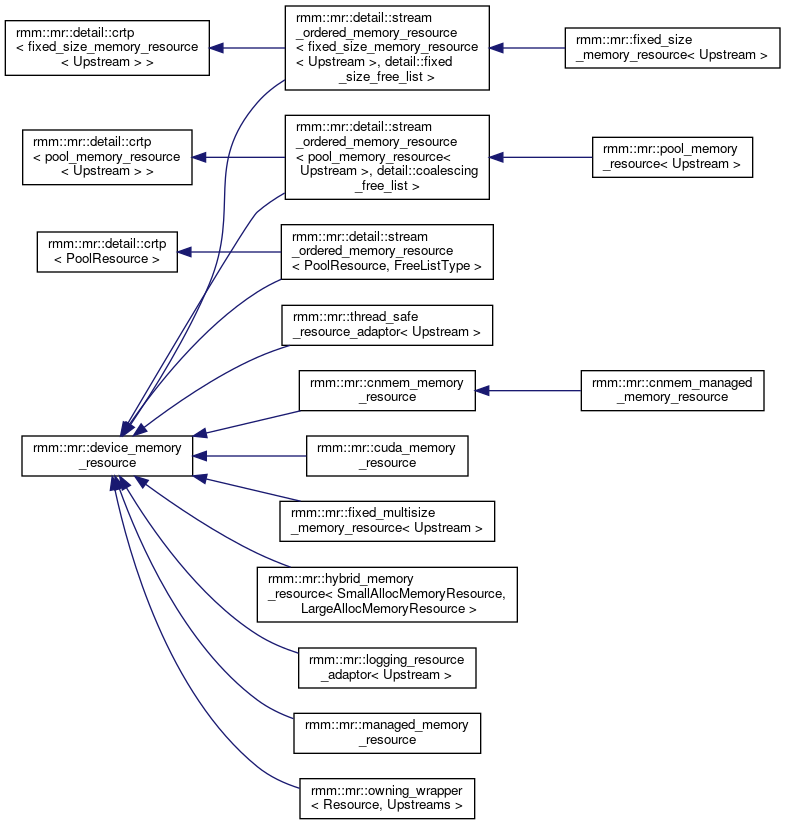 rmm::mr::detail::crtp
< fixed_size_memory_resource
< Upstream > >
rmm::mr::detail::stream
_ordered_memory_resource
< fixed_size_memory_resource
< Upstream >, detail::fixed
_size_free_list >
rmm::mr::fixed_size
_memory_resource< Upstream >
rmm::mr::detail::crtp
< pool_memory_resource
< Upstream > >
rmm::mr::detail::stream
_ordered_memory_resource
< pool_memory_resource<
Upstream >, detail::coalescing
_free_list >
rmm::mr::pool_memory
_resource< Upstream >
rmm::mr::detail::crtp
< PoolResource >
rmm::mr::detail::stream
_ordered_memory_resource
< PoolResource, FreeListType >
rmm::mr::thread_safe
_resource_adaptor< Upstream >
rmm::mr::cnmem_memory
_resource
rmm::mr::cnmem_managed
_memory_resource
rmm::mr::device_memory
_resource
rmm::mr::cuda_memory
_resource
rmm::mr::fixed_multisize
_memory_resource< Upstream >
rmm::mr::hybrid_memory
_resource< SmallAllocMemoryResource,
LargeAllocMemoryResource >
rmm::mr::logging_resource
_adaptor< Upstream >
rmm::mr::managed_memory
_resource
rmm::mr::owning_wrapper
< Resource, Upstreams >